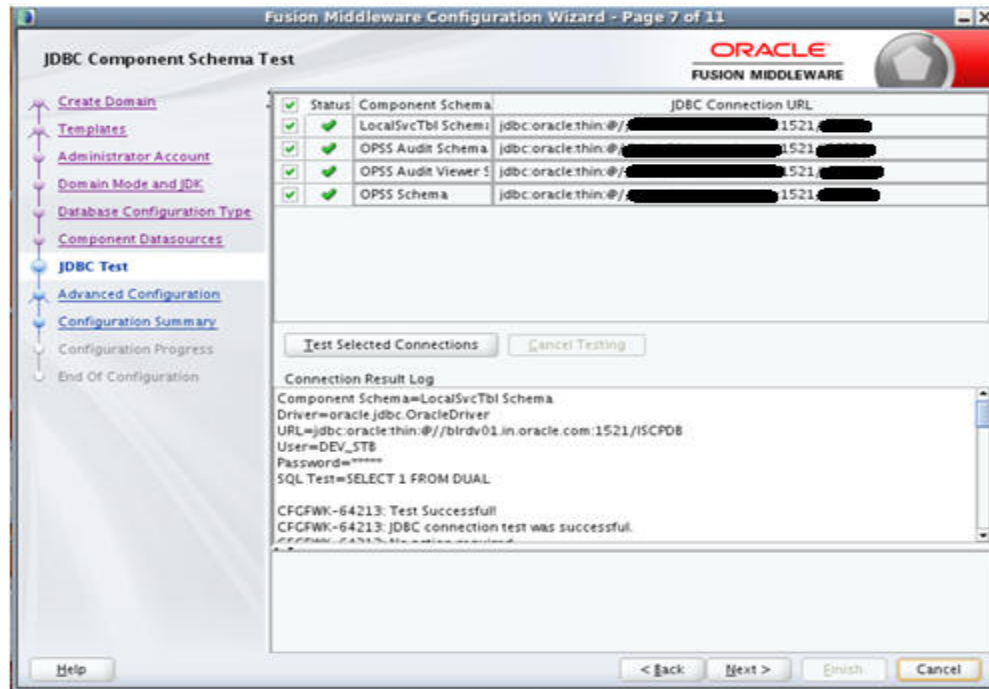 Fusion Middleware Configuration Wizard - Page 7 of 11
JDBC Component Schema Test
ORACLE
FUSION MIDDLEWARE
Create Domain
Templates
Administrator Account
Domain Mode and JDK
Database Configuration Type
Component Datasources
JDBC Test
Advanced Configuration
Configuration Summary
Configuration Progress
End Of Configuration
Status Component Schema JDBC Connection URL
LocalSvcTbl Schema jdbc:oracle:thin:@/ 1521/
OPSS Audit Schema jdbc:oracle:thin:@/ 1521/
OPSS Audit Viewer S jdbc:oracle:thin:@/ 1521/
OPSS Schema jdbc:oracle:thin:@/ 1521/
Test Selected Connections Cancel Testing
Connection Result Log
Component Schema=LocalSvcTbl Schema
Driver=oracle.jdbc.OracleDriver
URL=jdbc:oracle:thin:@//blrdv01.in.oracle.com:1521/ISCPDB
User=DEV_STB
Password=*****
SQL Test=SELECT 1 FROM DUAL
CFGFWK-64213: Test Successful!
CFGFWK-64213: JDBC connection test was successful.
CFGFWK-64213: No action required
Help < Back Next > Finish Cancel